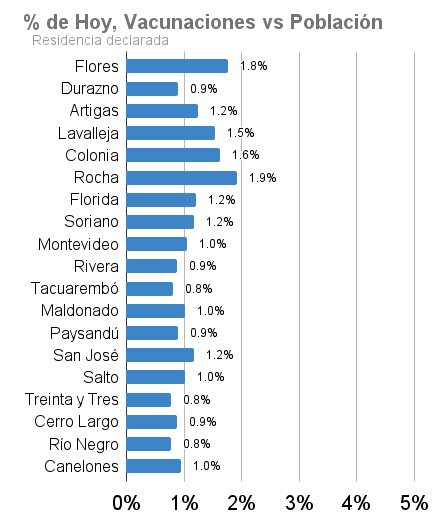 % de Hoy, Vacunaciones vs Población
Residencia declarada
Flores 1.8%
Durazno 0.9%
Artigas 1.2%
Lavalleja 1.5%
Colonia 1.6%
Rocha 1.9%
Florida 1.2%
Soriano 1.2%
Montevideo 1.0%
Rivera 0.9%
Tacuarembó 0.8%
Maldonado 1.0%
Paysandú 0.9%
San José 1.2%
Salto 1.0%
Treinta y Tres 0.8%
Cerro Largo 0.9%
Río Negro 0.8%
Canelones 1.0%
0% 1% 2% 3% 4% 5%